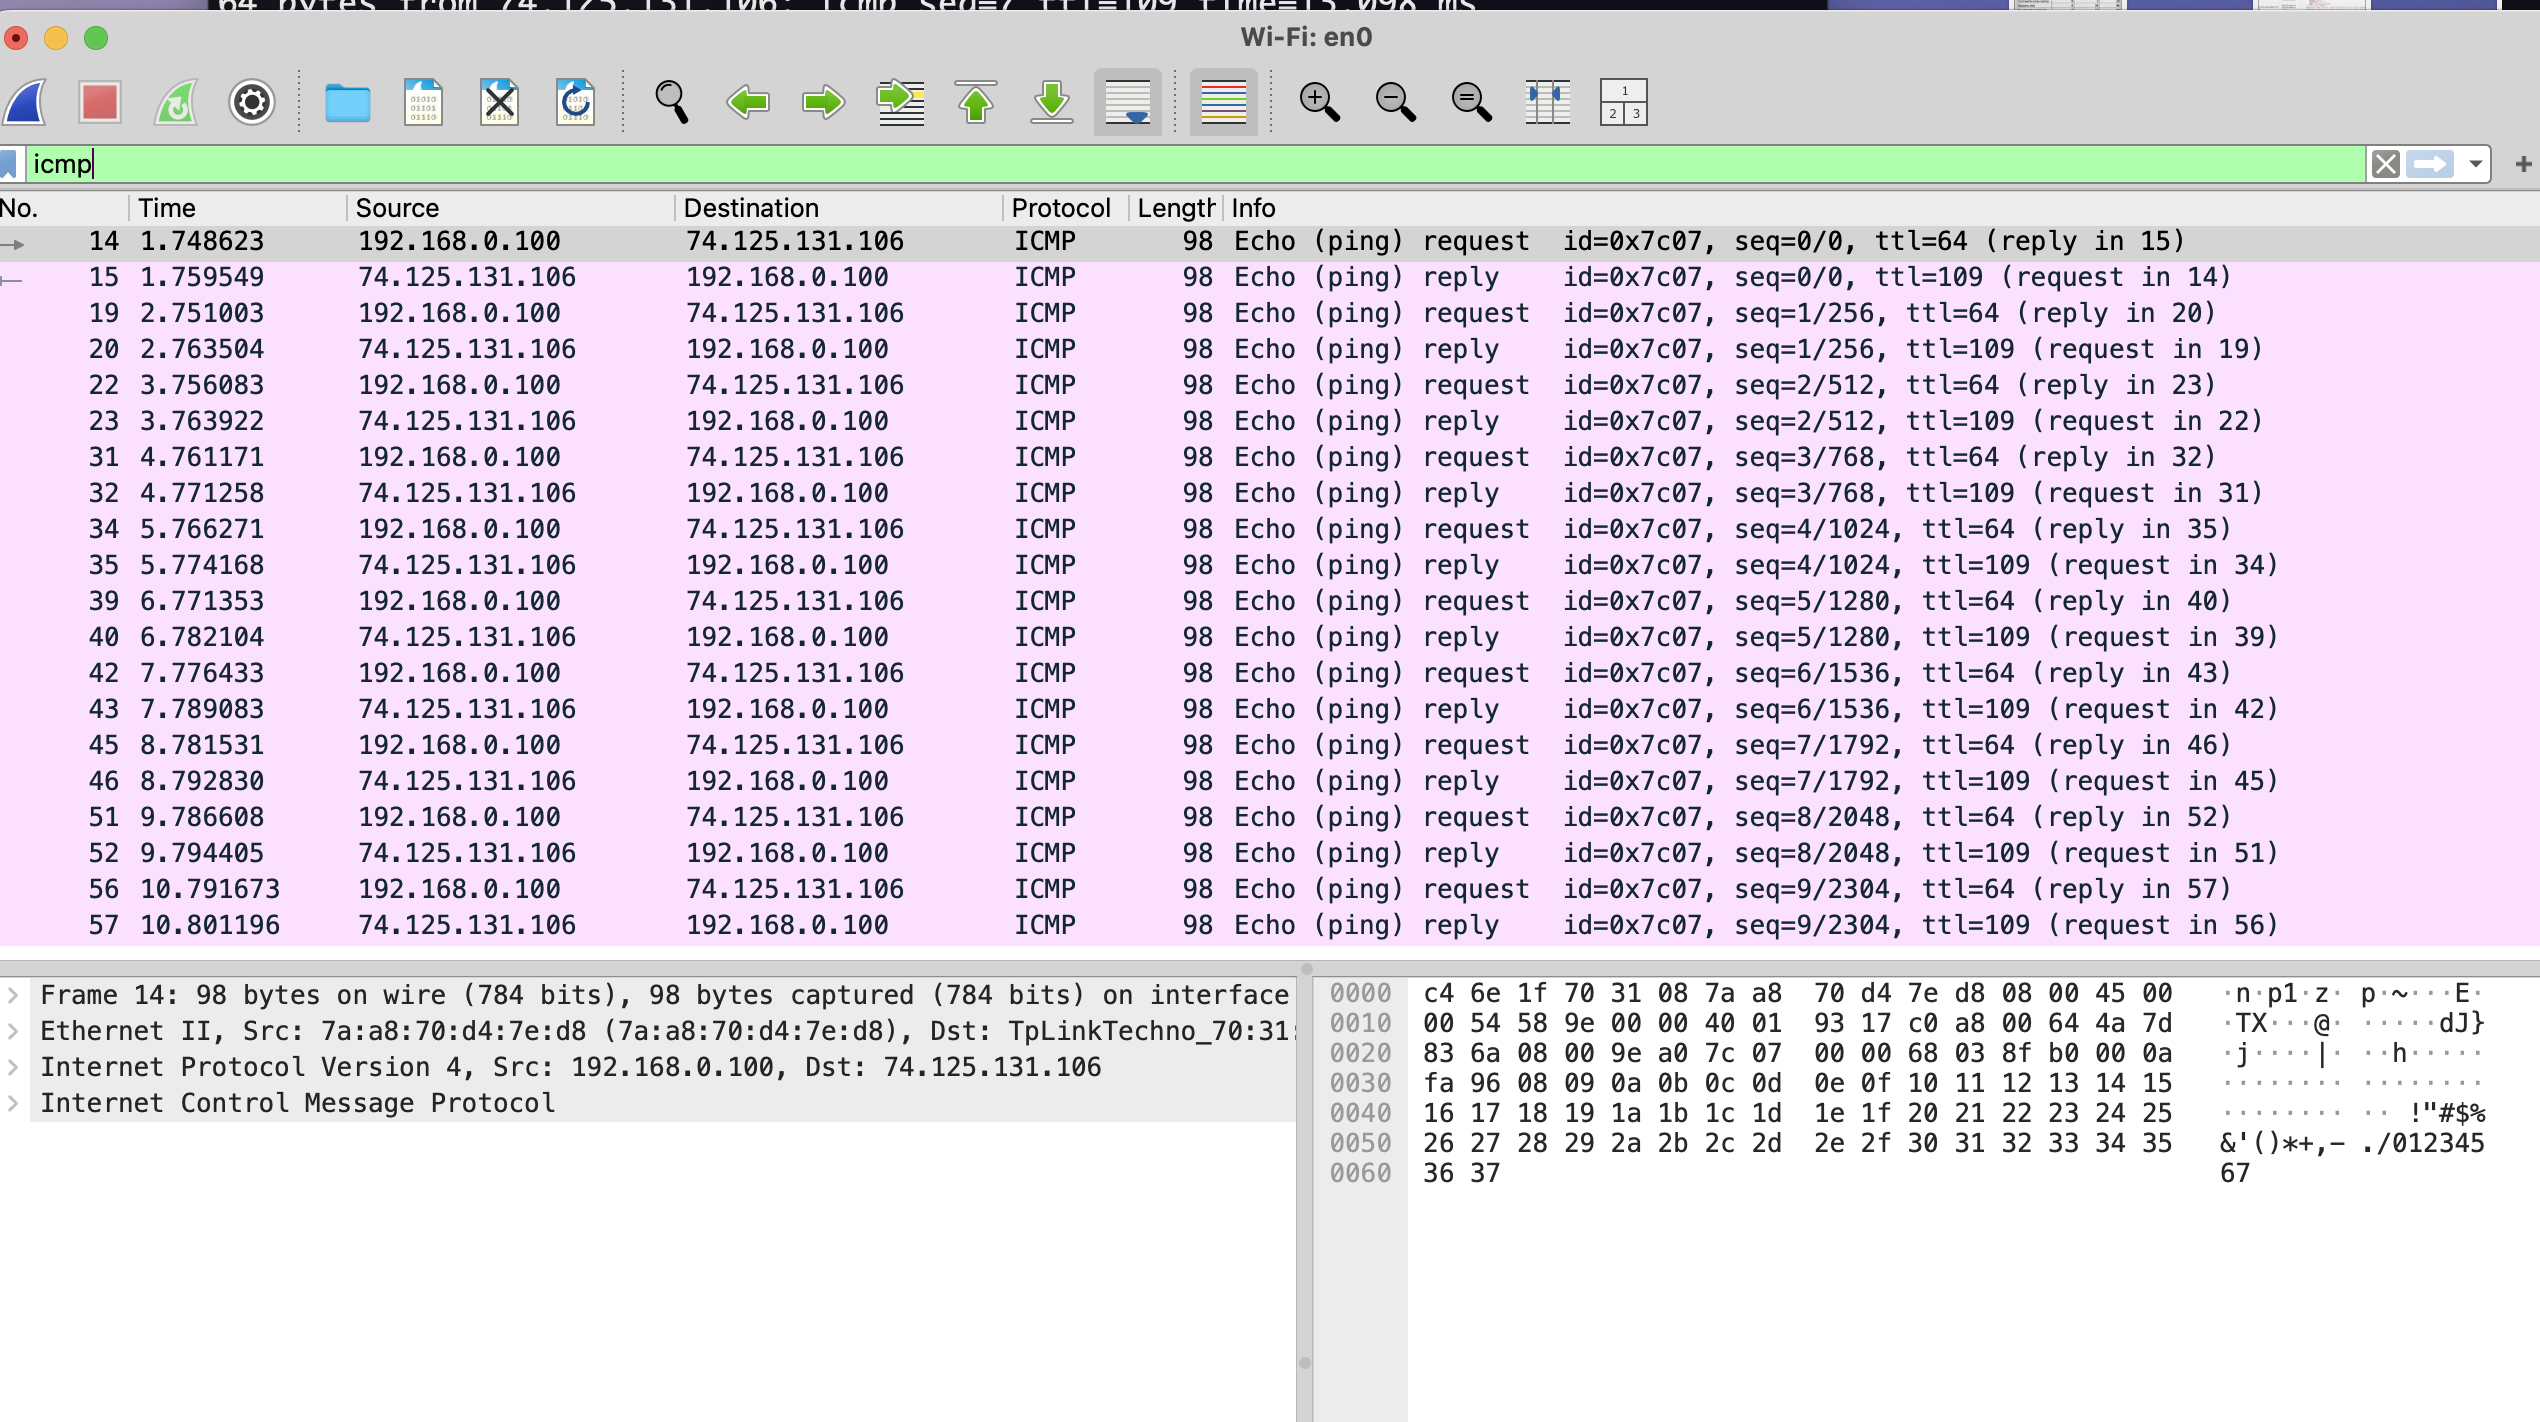 64 bytes from 74.125.131.106: icmp_seq=7 ttl=109 time=13.098 ms
Wi-Fi: en0
icmp
No. Time Source Destination Protocol Length Info
14 1.748623 192.168.0.100 74.125.131.106 ICMP 98 Echo (ping) request id=0x7c07, seq=0/0, ttl=64 (reply in 15)
15 1.759549 74.125.131.106 192.168.0.100 ICMP 98 Echo (ping) reply id=0x7c07, seq=0/0, ttl=109 (request in 14)
19 2.751003 192.168.0.100 74.125.131.106 ICMP 98 Echo (ping) request id=0x7c07, seq=1/256, ttl=64 (reply in 20)
20 2.763504 74.125.131.106 192.168.0.100 ICMP 98 Echo (ping) reply id=0x7c07, seq=1/256, ttl=109 (request in 19)
22 3.756083 192.168.0.100 74.125.131.106 ICMP 98 Echo (ping) request id=0x7c07, seq=2/512, ttl=64 (reply in 23)
23 3.763922 74.125.131.106 192.168.0.100 ICMP 98 Echo (ping) reply id=0x7c07, seq=2/512, ttl=109 (request in 22)
31 4.761171 192.168.0.100 74.125.131.106 ICMP 98 Echo (ping) request id=0x7c07, seq=3/768, ttl=64 (reply in 32)
32 4.771258 74.125.131.106 192.168.0.100 ICMP 98 Echo (ping) reply id=0x7c07, seq=3/768, ttl=109 (request in 31)
34 5.766271 192.168.0.100 74.125.131.106 ICMP 98 Echo (ping) request id=0x7c07, seq=4/1024, ttl=64 (reply in 35)
35 5.774168 74.125.131.106 192.168.0.100 ICMP 98 Echo (ping) reply id=0x7c07, seq=4/1024, ttl=109 (request in 34)
39 6.771353 192.168.0.100 74.125.131.106 ICMP 98 Echo (ping) request id=0x7c07, seq=5/1280, ttl=64 (reply in 40)
40 6.782104 74.125.131.106 192.168.0.100 ICMP 98 Echo (ping) reply id=0x7c07, seq=5/1280, ttl=109 (request in 39)
42 7.776433 192.168.0.100 74.125.131.106 ICMP 98 Echo (ping) request id=0x7c07, seq=6/1536, ttl=64 (reply in 43)
43 7.789083 74.125.131.106 192.168.0.100 ICMP 98 Echo (ping) reply id=0x7c07, seq=6/1536, ttl=109 (request in 42)
45 8.781531 192.168.0.100 74.125.131.106 ICMP 98 Echo (ping) request id=0x7c07, seq=7/1792, ttl=64 (reply in 46)
46 8.792830 74.125.131.106 192.168.0.100 ICMP 98 Echo (ping) reply id=0x7c07, seq=7/1792, ttl=109 (request in 45)
51 9.786608 192.168.0.100 74.125.131.106 ICMP 98 Echo (ping) request id=0x7c07, seq=8/2048, ttl=64 (reply in 52)
52 9.794405 74.125.131.106 192.168.0.100 ICMP 98 Echo (ping) reply id=0x7c07, seq=8/2048, ttl=109 (request in 51)
56 10.791673 192.168.0.100 74.125.131.106 ICMP 98 Echo (ping) request id=0x7c07, seq=9/2304, ttl=64 (reply in 57)
57 10.801196 74.125.131.106 192.168.0.100 ICMP 98 Echo (ping) reply id=0x7c07, seq=9/2304, ttl=109 (request in 56)
Frame 14: 98 bytes on wire (784 bits), 98 bytes captured (784 bits) on interface
Ethernet II, Src: 7a:a8:70:d4:7e:d8 (7a:a8:70:d4:7e:d8), Dst: TpLinkTechno_70:31:
Internet Protocol Version 4, Src: 192.168.0.100, Dst: 74.125.131.106
Internet Control Message Protocol
0000 c4 6e 1f 70 31 08 7a a8 70 d4 7e d8 08 00 45 00 ·n·p1·z· p·~···E·
0010 00 54 58 9e 00 00 40 01 93 17 c0 a8 00 64 4a 7d ·TX···@· ·····dJ}
0020 83 6a 08 00 9e a0 7c 07 00 00 68 03 8f b0 00 0a ·j····|· ··h·····
0030 fa 96 08 09 0a 0b 0c 0d 0e 0f 10 11 12 13 14 15 ········ ········
0040 16 17 18 19 1a 1b 1c 1d 1e 1f 20 21 22 23 24 25 ········ ·· !"#$%
0050 26 27 28 29 2a 2b 2c 2d 2e 2f 30 31 32 33 34 35 &'()*+,- ./012345
0060 36 37 67